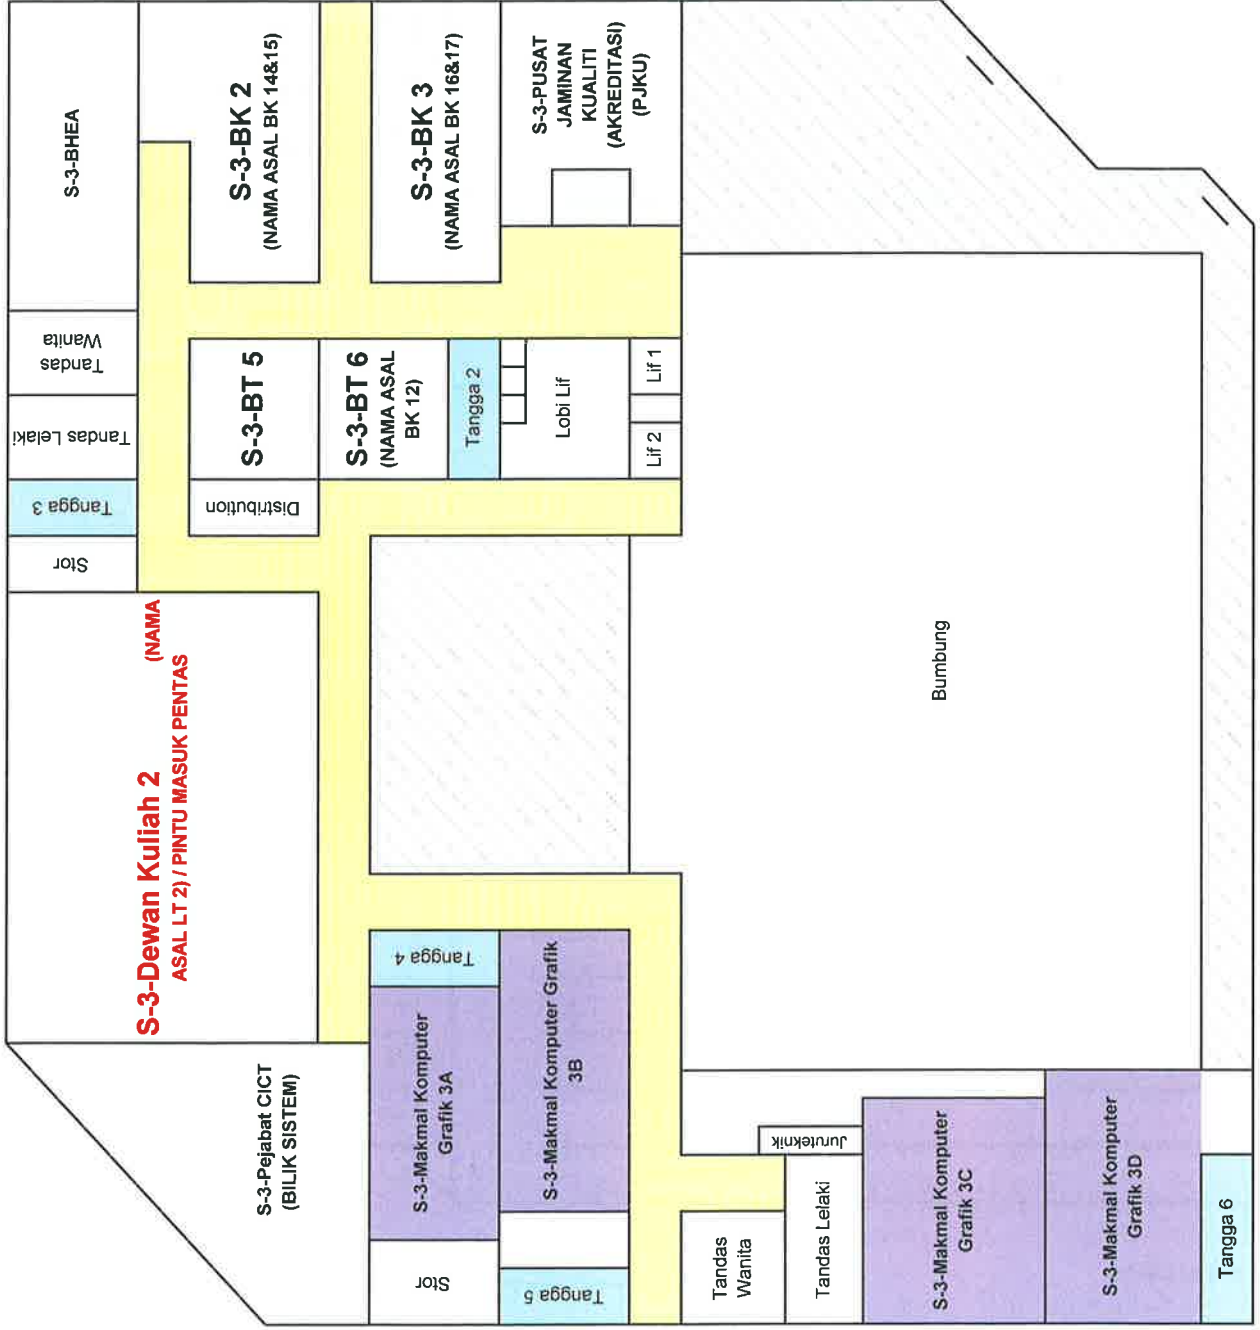 S-3-BHEA
S-3-BK 2
(NAMA ASAL BK 14&15)
S-3-BK 3
(NAMA ASAL BK 16&17)
S-3-PUSAT
JAMINAN
KUALITI
(AKREDITASI)
(PJKU)
Tandas
Wanita
Tandas Lelaki
Tangga 3
Stor
S-3-BT 5
Distribution
S-3-BT 6
(NAMA ASAL
BK 12)
Tangga 2
Lobi Lif
Lif 1
Lif 2
S-3-Dewan Kuliah 2 (NAMA
ASAL LT 2) / PINTU MASUK PENTAS
Bumbung
S-3-Pejabat CICT
(BILIK SISTEM)
Tangga 4
S-3-Makmal Komputer
Grafik 3A
S-3-Makmal Komputer Grafik
3B
Stor
Tangga 5
Tandas
Wanita
Tandas Lelaki
Juruteknik
S-3-Makmal Komputer
Grafik 3C
S-3-Makmal Komputer
Grafik 3D
Tangga 6